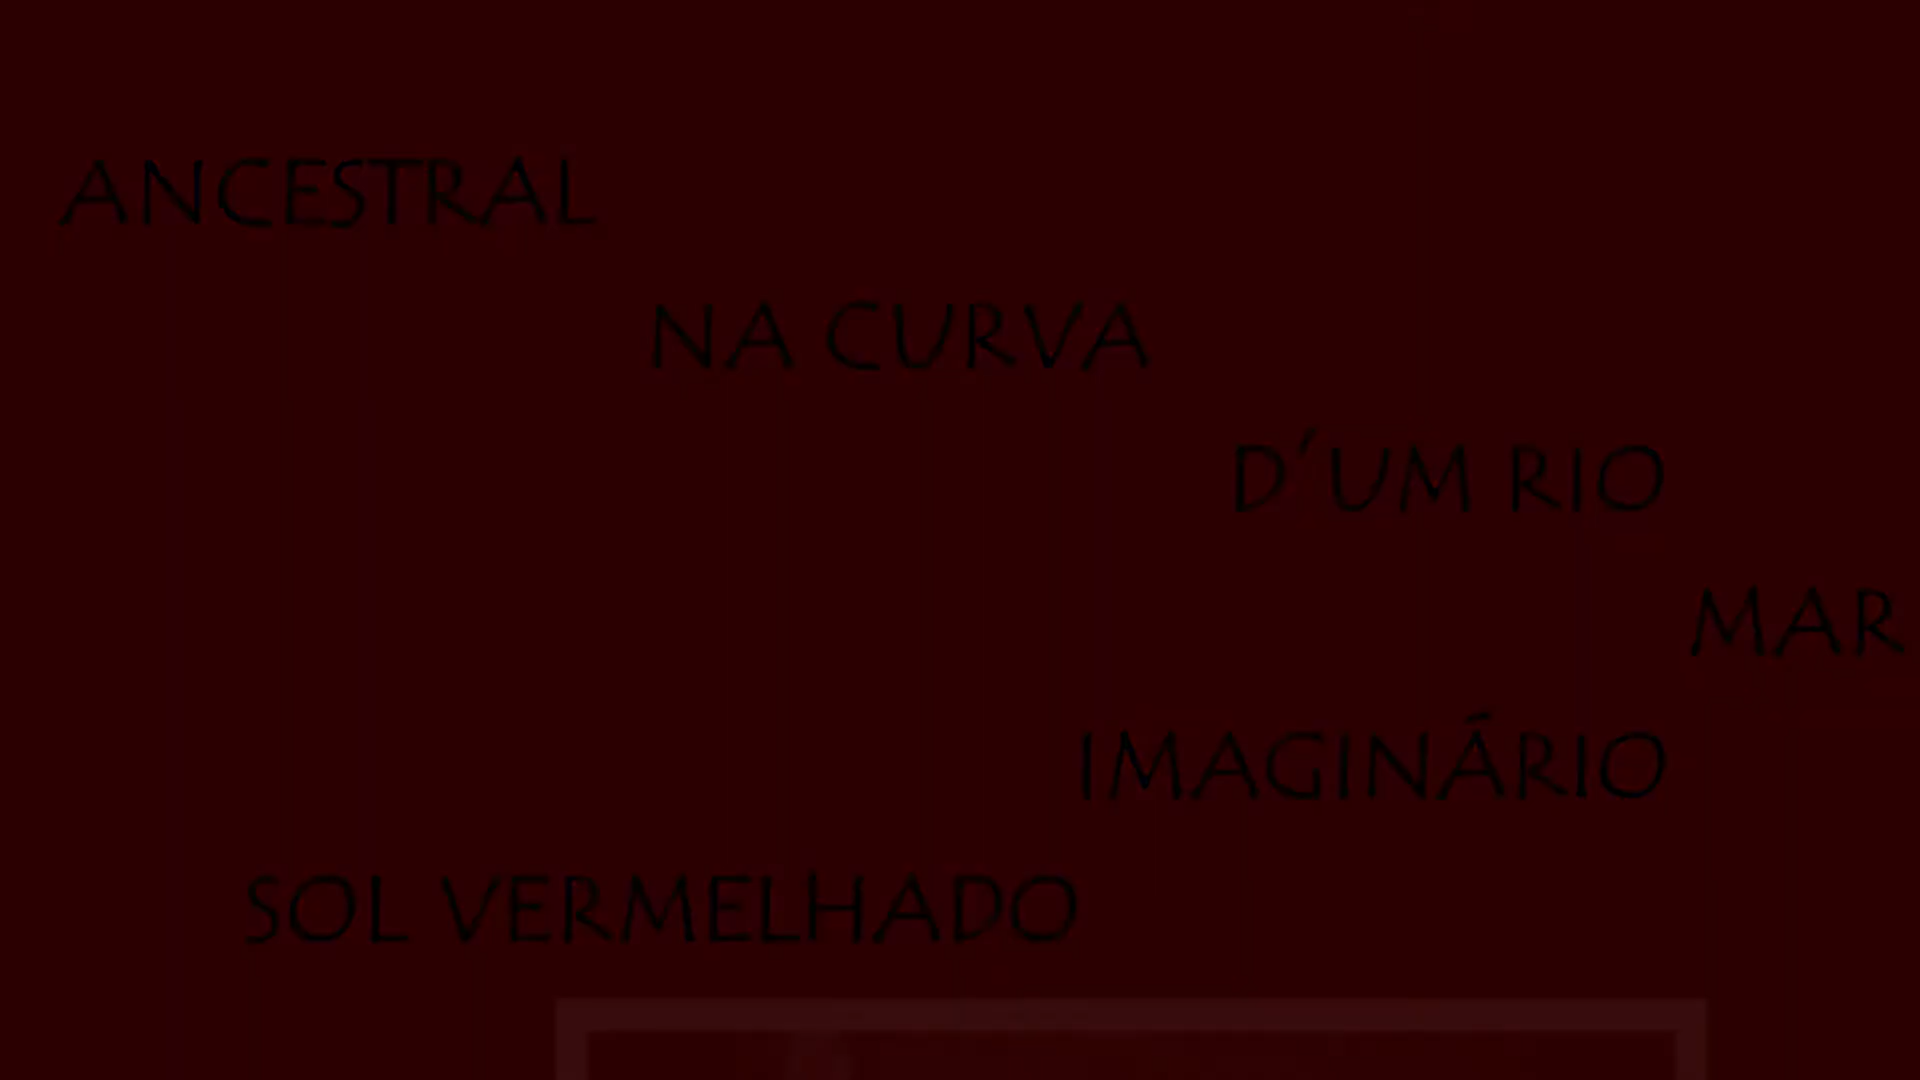 ANCESTRAL
NA CURVA
D´UM RIO
MAR
IMAGINÁRIO
SOL VERMELHADO